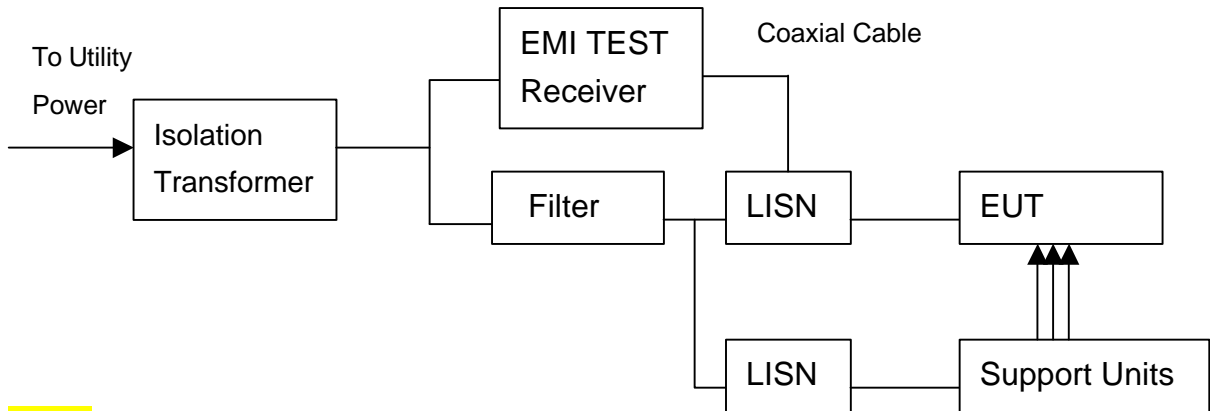 To Utility
Power
Isolation
Transformer
EMI TEST
Receiver
Coaxial Cable
Filter
LISN
EUT
LISN
Support Units